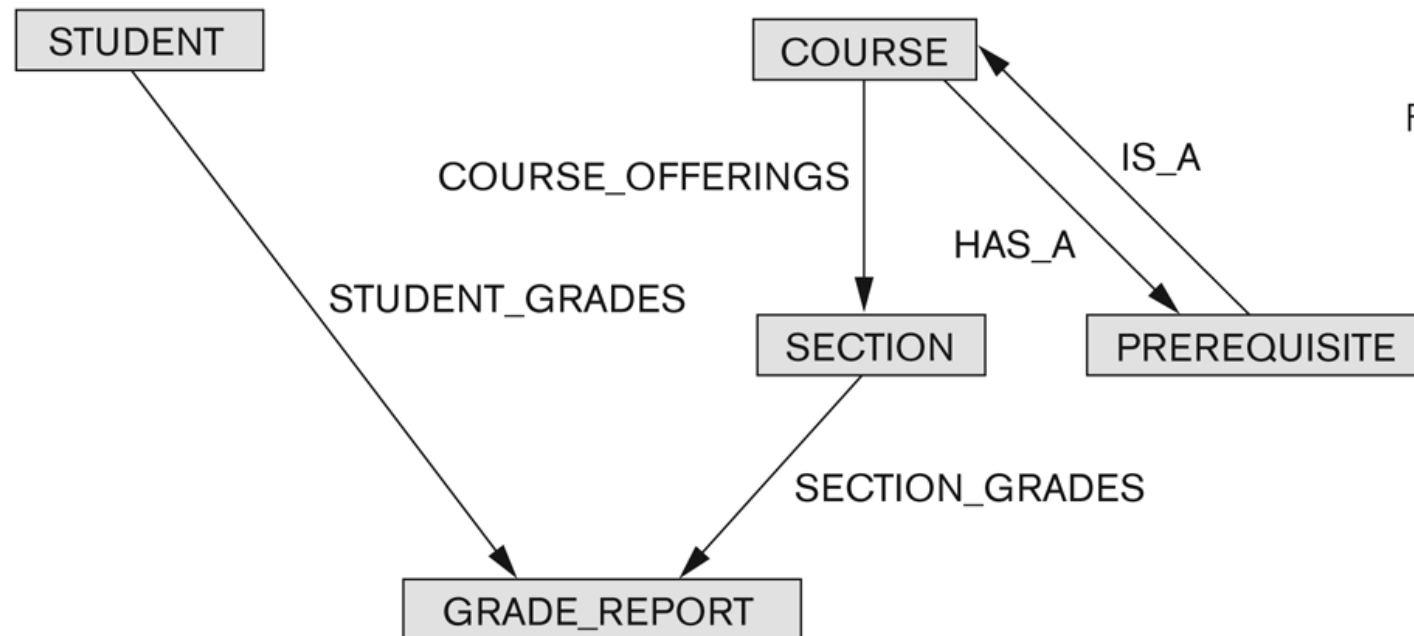 STUDENT
COURSE
COURSE_OFFERINGS
IS_A
HAS_A
STUDENT_GRADES
SECTION
PREREQUISITE
SECTION_GRADES
GRADE_REPORT